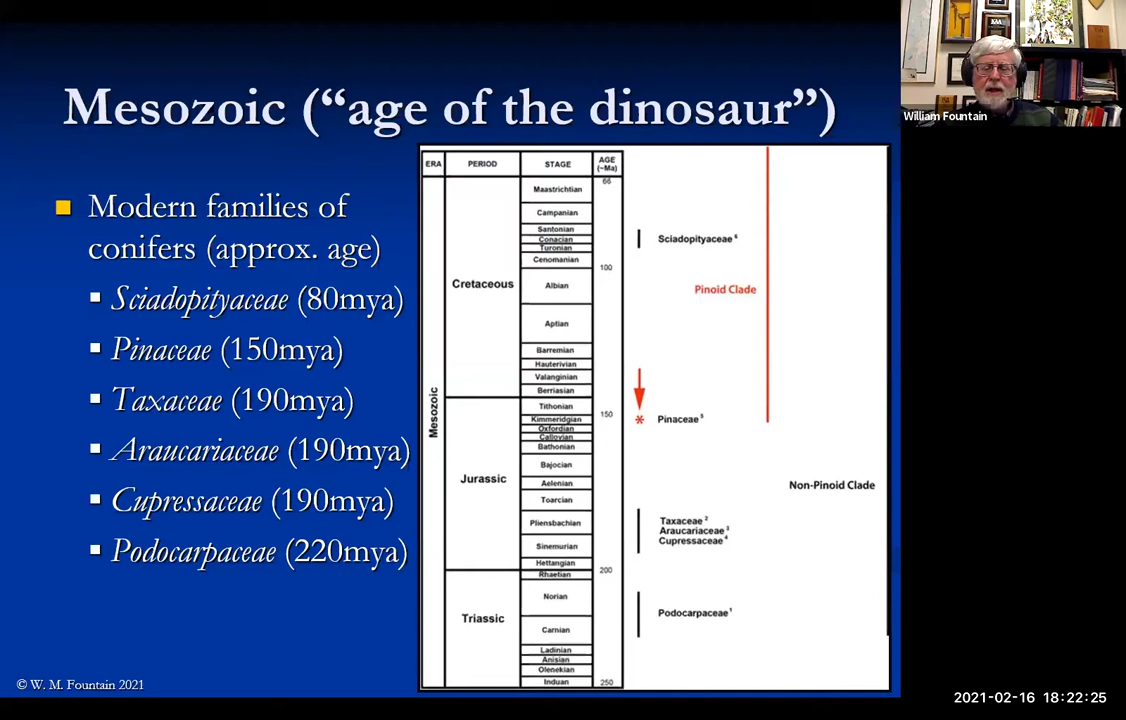 Mesozoic (“age of the dinosaur”)
Modern families of
conifers (approx. age)
Sciadopityaceae (80mya)
Pinaceae (150mya)
Taxaceae (190mya)
Araucariaceae (190mya)
Cupressaceae (190mya)
Podocarpaceae (220mya)
ERA PERIOD STAGE AGE (~Ma)
66
Maastrichtian
Campanian
Santonian
Conacian
Turonian
Cenomanian
100
Albian
Aptian
Barremian
Hauterivian
Valanginian
Berriasian
Cretaceous
Tithonian
150
Kimmeridgian
Oxfordian
Callovian
Bathonian
Bajocian
Aelenian
Toarcian
Pliensbachian
Sinemurian
Hettangian
Jurassic
200
Rhaetian
Norian
Carnian
Ladinian
Anisian
Olenekian
Induan
250
Triassic
Mesozoic
Sciadopityaceae 6
Pinoid Clade
* Pinaceae 5
Non-Pinoid Clade
Taxaceae 2
Araucariaceae 3
Cupressaceae 4
Podocarpaceae 1
© W. M. Fountain 2021
William Fountain
2021-02-16 18:22:25